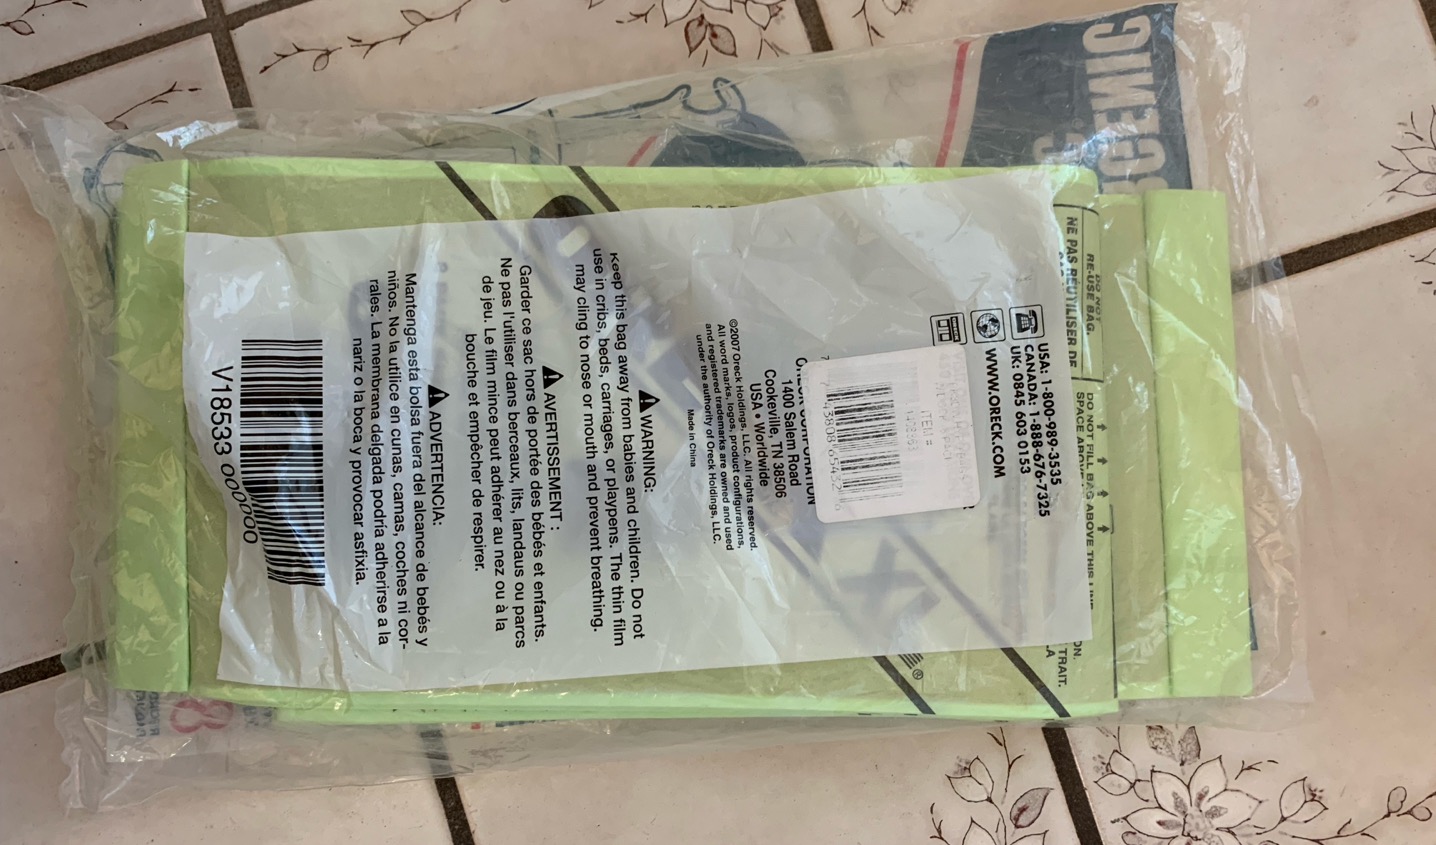 USA: 1-800-989-3535
CANADA: 1-888-676-7325
UK: 0845 603 0153
WWW.ORECK.COM
ITEM #
1400 Salem Road
Cookeville, TN 38506
USA • Worldwide
©2007 Oreck Holdings, LLC. All rights reserved.
All word marks, logos, product configurations,
and registered trademarks are owned and used
under the authority of Oreck Holdings, LLC.
Made in China
WARNING:
Keep this bag away from babies and children. Do not
use in cribs, beds, carriages, or playpens. The thin film
may cling to nose or mouth and prevent breathing.
AVERTISSEMENT :
Garder ce sac hors de portée des bébés et enfants.
Ne pas l'utiliser dans berceaux, lits, landaus ou parcs
de jeu. Le film mince peut adhérer au nez ou à la
bouche et empêcher de respirer.
ADVERTENCIA:
Mantenga esta bolsa fuera del alcance de bebés y
niños. No la utilice en cunas, camas, coches ni cor-
rales. La membrana delgada podría adherirse a la
nariz o la boca y provocar asfixia.
V18533 000000
DO NOT
RE-USE BAG.
NE PAS RÉUTILISER DE
DO NOT FILL BAG ABOVE THIS LINE
SPACE ABOVE
TRAIT.
8